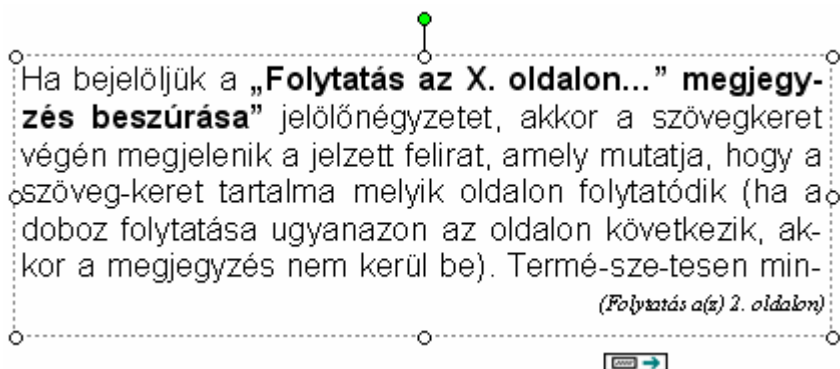 Ha bejelöljük a „Folytatás az X. oldalon...” megjegy-
zés beszúrása” jelölőnégyzetet, akkor a szövegkeret
végén megjelenik a jelzett felirat, amely mutatja, hogy a
szöveg-keret tartalma melyik oldalon folytatódik (ha a
doboz folytatása ugyanazon az oldalon következik, ak-
kor a megjegyzés nem kerül be). Termé-sze-tesen min-
(Folytatás a(z) 2. oldalon)